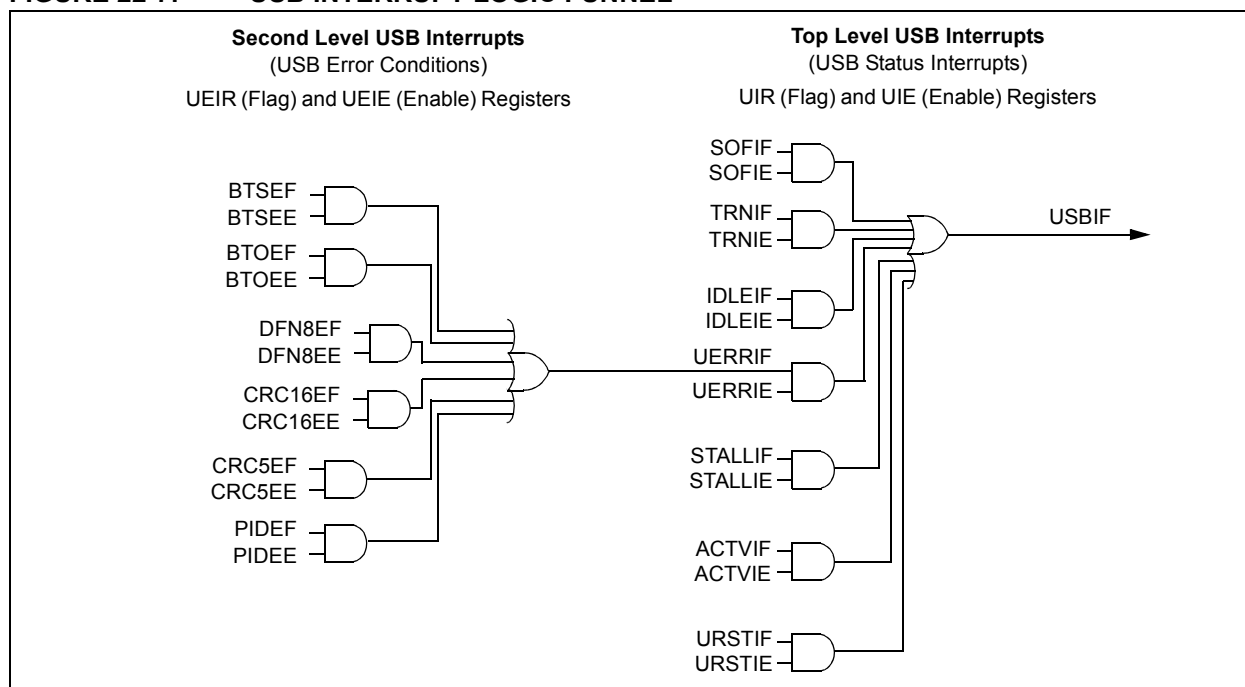 Second Level USB Interrupts
(USB Error Conditions)
UEIR (Flag) and UEIE (Enable) Registers
BTSEF
BTSEE
BTOEF
BTOEE
DFN8EF
DFN8EE
CRC16EF
CRC16EE
CRC5EF
CRC5EE
PIDEF
PIDEE
Top Level USB Interrupts
(USB Status Interrupts)
UIR (Flag) and UIE (Enable) Registers
SOFIF
SOFIE
TRNIF
TRNIE
IDLEIF
IDLEIE
UERRIF
UERRIE
STALLIF
STALLIE
ACTVIF
ACTVIE
URSTIF
URSTIE
USBIF